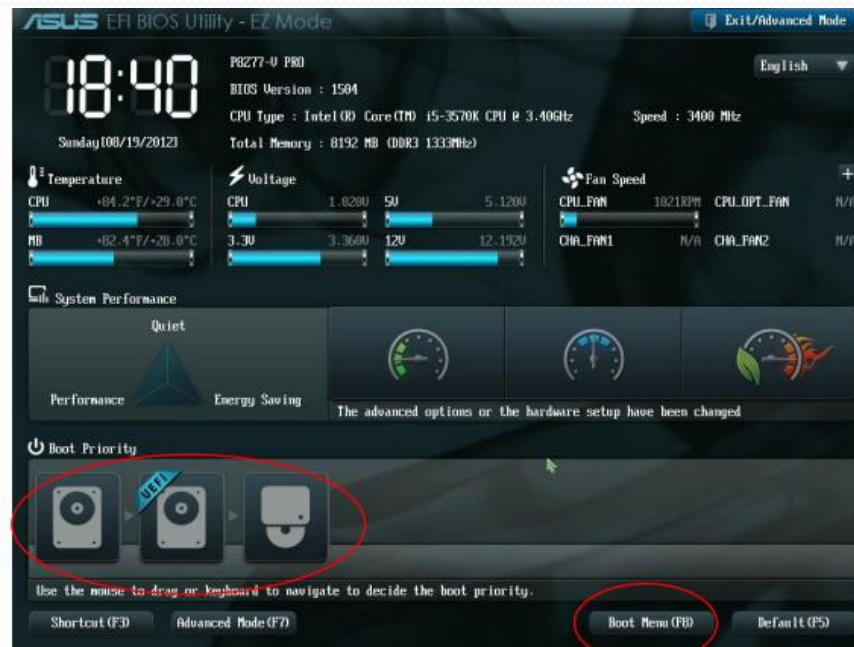 ASUS EFI BIOS Utility - EZ Mode
Exit/Advanced Mode
18:40
Sunday[08/19/2012]
P8Z77-V PRO
English
BIOS Version : 1504
CPU Type : Intel(R) Core(TM) i5-3570K CPU @ 3.40GHz Speed : 3400 MHz
Total Memory : 8192 MB (DDR3 1333MHz)
Temperature
CPU +84.2°F/+29.0°C
MB +82.4°F/+28.0°C
Voltage
CPU 1.020V 5V 5.120V
3.3V 3.360V 12V 12.192V
Fan Speed
CPU_FAN 1021RPM CPU_OPT_FAN N/A
CHA_FAN1 N/A CHA_FAN2 N/A
System Performance
Quiet
Performance Energy Saving
The advanced options or the hardware setup have been changed
Boot Priority
UEFI
Use the mouse to drag or keyboard to navigate to decide the boot priority.
Shortcut(F3) Advanced Mode(F7) Boot Menu(F8) Default(F5)